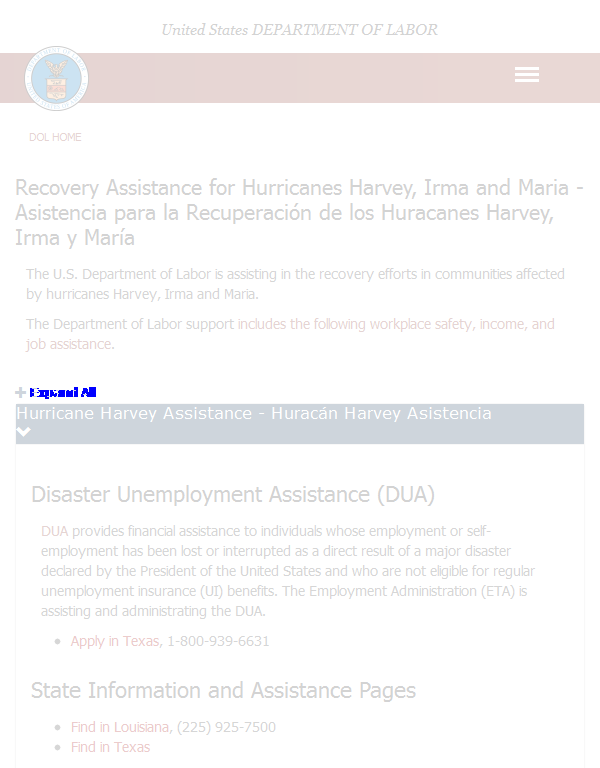 United States DEPARTMENT OF LABOR
DOL HOME
Recovery Assistance for Hurricanes Harvey, Irma and Maria -
Asistencia para la Recuperación de los Huracanes Harvey,
Irma y María
The U.S. Department of Labor is assisting in the recovery efforts in communities affected
by hurricanes Harvey, Irma and Maria.
The Department of Labor support includes the following workplace safety, income, and
job assistance.
Expand All
Hurricane Harvey Assistance - Huracán Harvey Asistencia
Disaster Unemployment Assistance (DUA)
DUA provides financial assistance to individuals whose employment or self-
employment has been lost or interrupted as a direct result of a major disaster
declared by the President of the United States and who are not eligible for regular
unemployment insurance (UI) benefits. The Employment Administration (ETA) is
assisting and administrating the DUA.
• Apply in Texas, 1-800-939-6631
State Information and Assistance Pages
• Find in Louisiana, (225) 925-7500
• Find in Texas